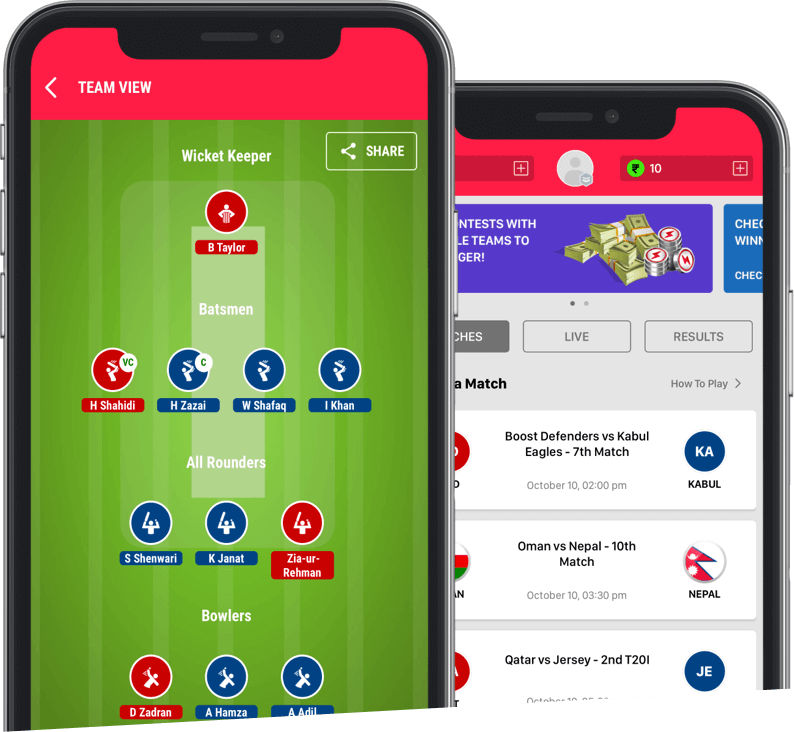 TEAM VIEW
SHARE
Wicket Keeper
B Taylor
Batsmen
VC
C
H Shahidi
H Zazai
W Shafaq
I Khan
All Rounders
S Shenwari
K Janat
Zia-ur-
Rehman
Bowlers
D Zadran
A Hamza
A Adil
₹ 10
NTESTS WITH
LE TEAMS TO
GER!
CHEC
WINN
CHEC
CHES
LIVE
RESULTS
a Match
How To Play
Boost Defenders vs Kabul
Eagles - 7th Match
October 10, 02:00 pm
D
KA
KABUL
Oman vs Nepal - 10th
Match
October 10, 03:30 pm
AN
NEPAL
Qatar vs Jersey - 2nd T20I
JE
October 10,